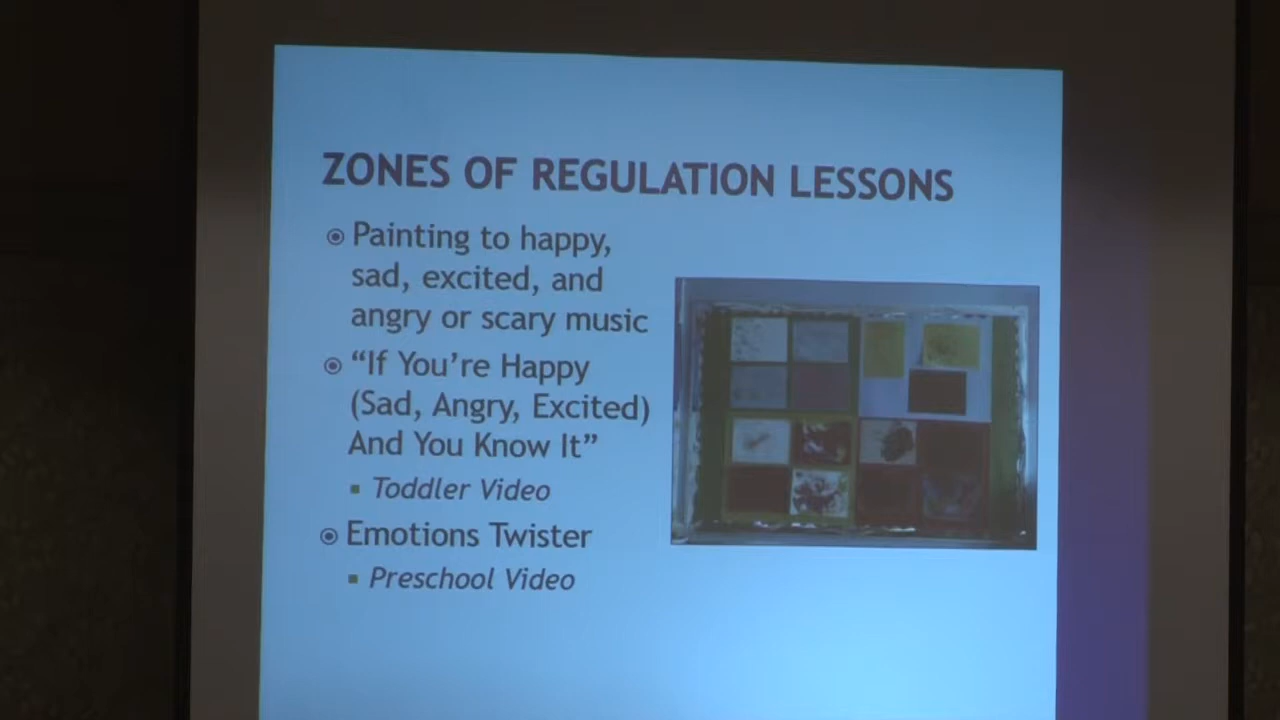 ZONES OF REGULATION LESSONS
Painting to happy,
sad, excited, and
angry or scary music
“If You’re Happy
(Sad, Angry, Excited)
And You Know It”
Toddler Video
Emotions Twister
Preschool Video